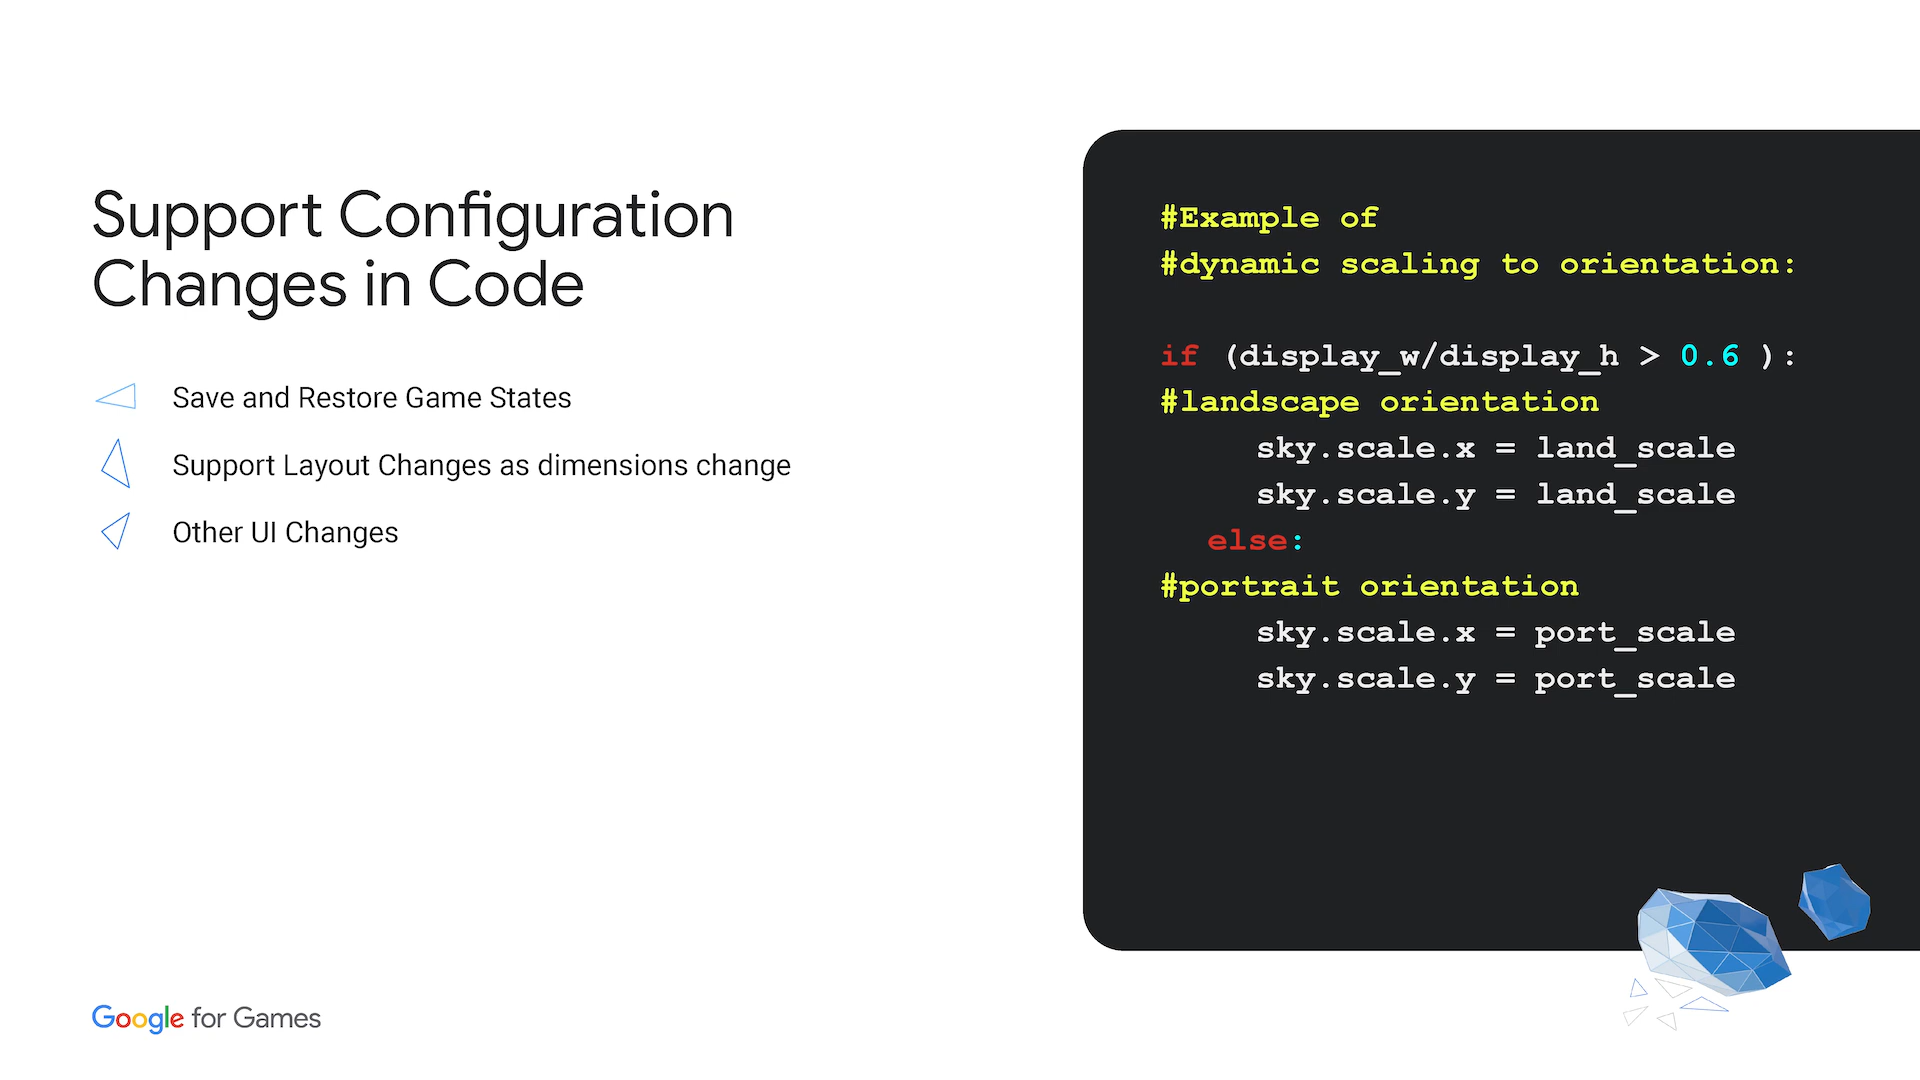 Support Configuration
Changes in Code
Save and Restore Game States
Support Layout Changes as dimensions change
Other UI Changes
#Example of
#dynamic scaling to orientation:
if (display_w/display_h > 0.6 ):
#landscape orientation
sky.scale.x = land_scale
sky.scale.y = land_scale
else:
#portrait orientation
sky.scale.x = port_scale
sky.scale.y = port_scale
Google for Games